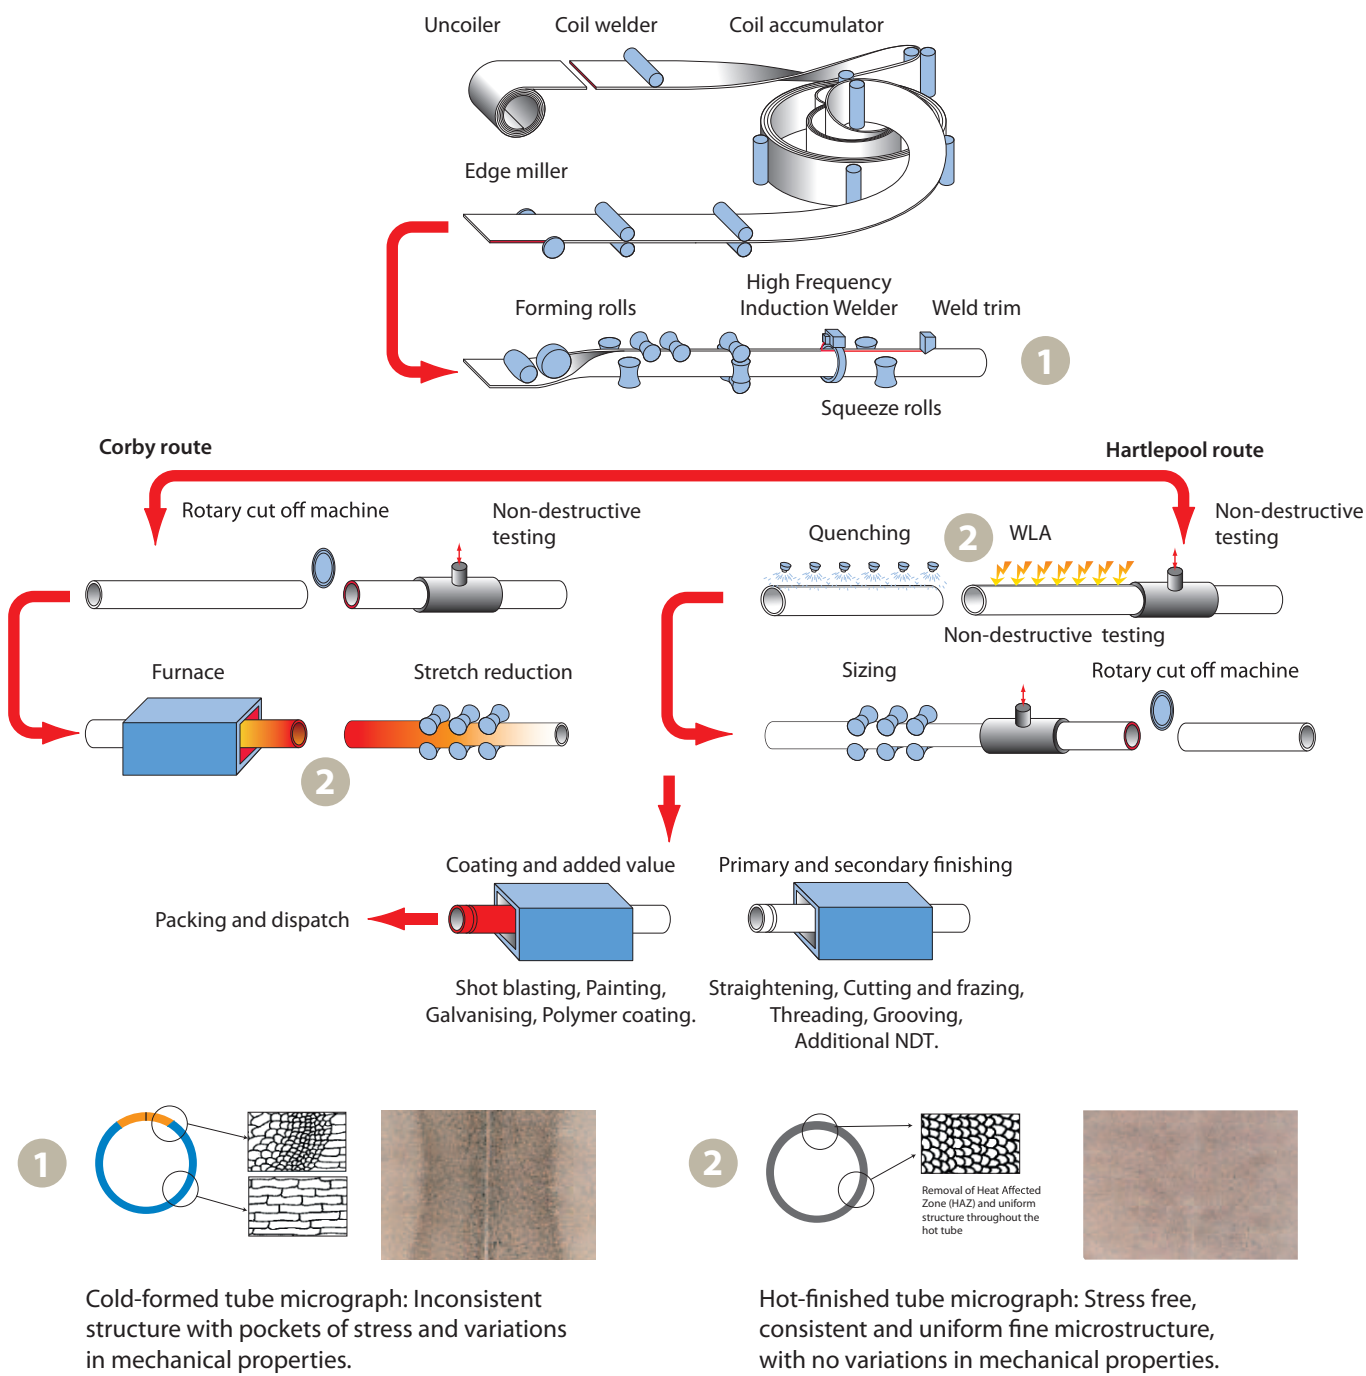 Uncoiler
Coil welder
Coil accumulator
Edge miller
High Frequency
Induction Welder
Forming rolls
Weld trim
1
Squeeze rolls
Corby route
Hartlepool route
Rotary cut off machine
Non-destructive
testing
Quenching
2
WLA
Non-destructive
testing
Non-destructive testing
Furnace
Stretch reduction
Sizing
Rotary cut off machine
2
Coating and added value
Primary and secondary finishing
Packing and dispatch
Shot blasting, Painting,
Galvanising, Polymer coating.
Straightening, Cutting and frazing,
Threading, Grooving,
Additional NDT.
1
2
Removal of Heat Affected
Zone (HAZ) and uniform
structure throughout the
hot tube
Cold-formed tube micrograph: Inconsistent
structure with pockets of stress and variations
in mechanical properties.
Hot-finished tube micrograph: Stress free,
consistent and uniform fine microstructure,
with no variations in mechanical properties.